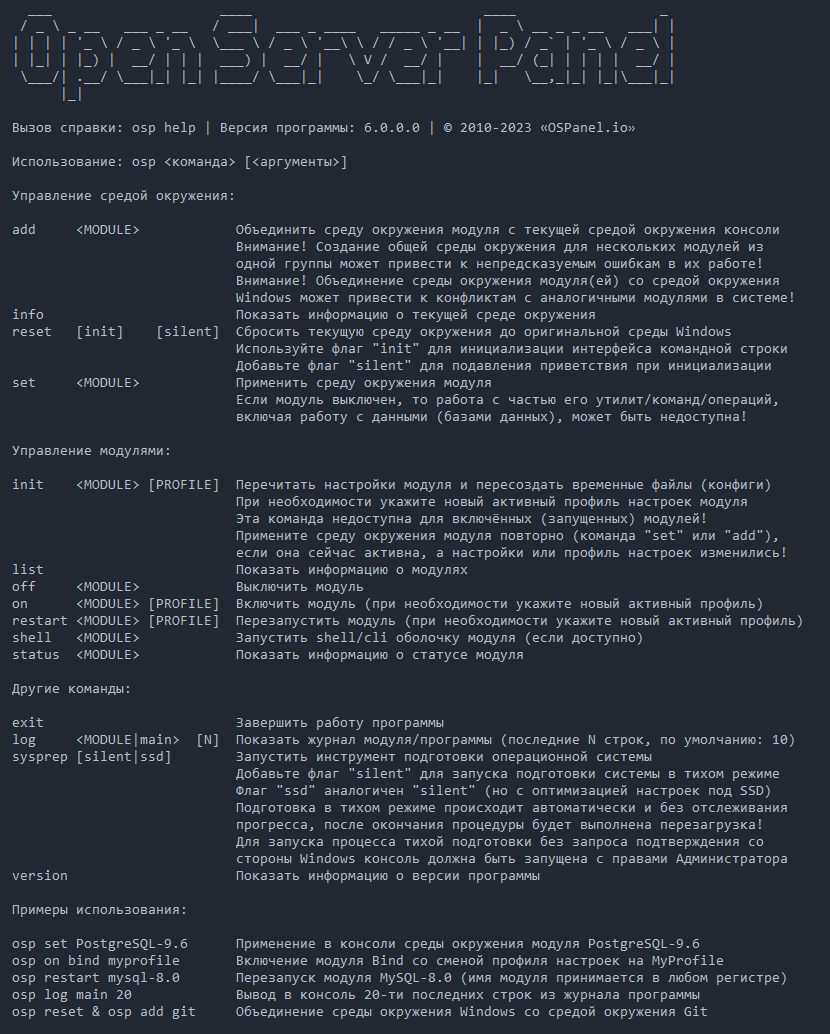 Open Server Panel
Вызов справки: osp help | Версия программы: 6.0.0.0 | © 2010-2023 «OSPanel.io»
Использование: osp <команда> [<аргументы>]
Управление средой окружения:
add     <MODULE>            Объединить среду окружения модуля с текущей средой окружения консоли
                            Внимание! Создание общей среды окружения для нескольких модулей из
                            одной группы может привести к непредсказуемым ошибкам в их работе!
                            Внимание! Объединение среды окружения модуля(ей) со средой окружения
                            Windows может привести к конфликтам с аналогичными модулями в системе!
info                        Показать информацию о текущей среде окружения
reset   [init]    [silent]  Сбросить текущую среду окружения до оригинальной среды Windows
                            Используйте флаг "init" для инициализации интерфейса командной строки
                            Добавьте флаг "silent" для подавления приветствия при инициализации
set     <MODULE>            Применить среду окружения модуля
                            Если модуль выключен, то работа с частью его утилит/команд/операций,
                            включая работу с данными (базами данных), может быть недоступна!
Управление модулями:
init    <MODULE> [PROFILE]  Перечитать настройки модуля и пересоздать временные файлы (конфиги)
                            При необходимости укажите новый активный профиль настроек модуля
                            Эта команда недоступна для включённых (запущенных) модулей!
                            Примените среду окружения модуля повторно (команда "set" или "add"),
                            если она сейчас активна, а настройки или профиль настроек изменились!
list                        Показать информацию о модулях
off     <MODULE>            Выключить модуль
on      <MODULE> [PROFILE]  Включить модуль (при необходимости укажите новый активный профиль)
restart <MODULE> [PROFILE]  Перезапустить модуль (при необходимости укажите новый активный профиль)
shell   <MODULE>            Запустить shell/cli оболочку модуля (если доступно)
status  <MODULE>            Показать информацию о статусе модуля
Другие команды:
exit                        Завершить работу программы
log     <MODULE|main>  [N]  Показать журнал модуля/программы (последние N строк, по умолчанию: 10)
sysprep [silent|ssd]        Запустить инструмент подготовки операционной системы
                            Добавьте флаг "silent" для запуска подготовки системы в тихом режиме
                            Флаг "ssd" аналогичен "silent" (но с оптимизацией настроек под SSD)
                            Подготовка в тихом режиме происходит автоматически и без отслеживания
                            прогресса, после окончания процедуры будет выполнена перезагрузка!
                            Для запуска процесса тихой подготовки без запроса подтверждения со
                            стороны Windows консоль должна быть запущена с правами Администратора
version                     Показать информацию о версии программы
Примеры использования:
osp set PostgreSQL-9.6      Применение в консоли среды окружения модуля PostgreSQL-9.6
osp on bind myprofile       Включение модуля Bind со сменой профиля настроек на MyProfile
osp restart mysql-8.0       Перезапуск модуля MySQL-8.0 (имя модуля принимается в любом регистре)
osp log main 20             Вывод в консоль 20-ти последних строк из журнала программы
osp reset & osp add git     Объединение среды окружения Windows со средой окружения Git